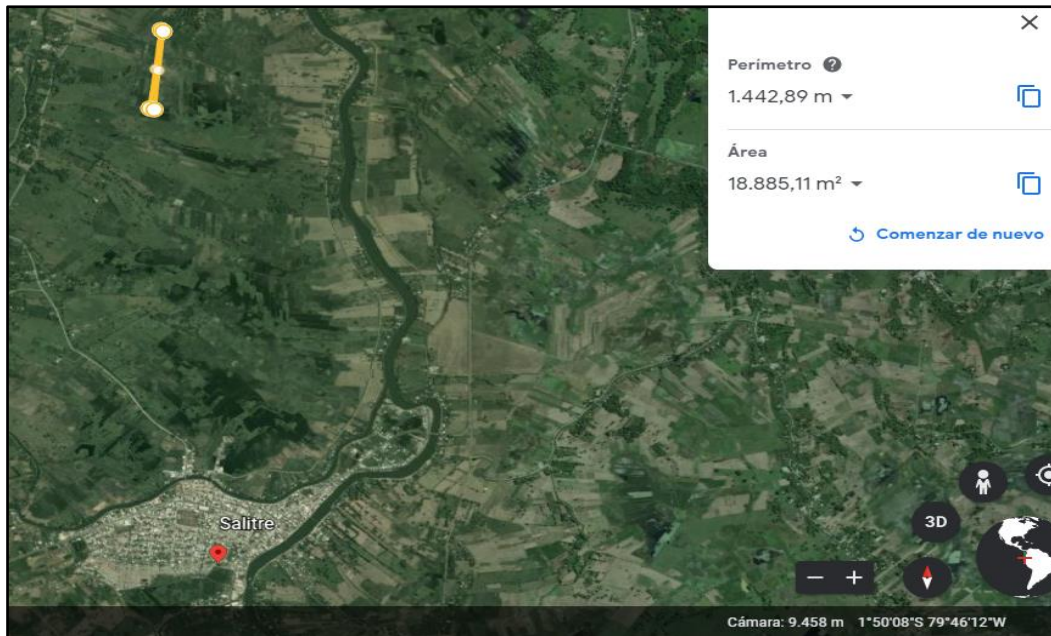 Perímetro ?
1.442,89 m
Área
18.885,11 m²
Comenzar de nuevo
Salitre
3D
Cámara: 9.458 m 1°50'08"S 79°46'12"W